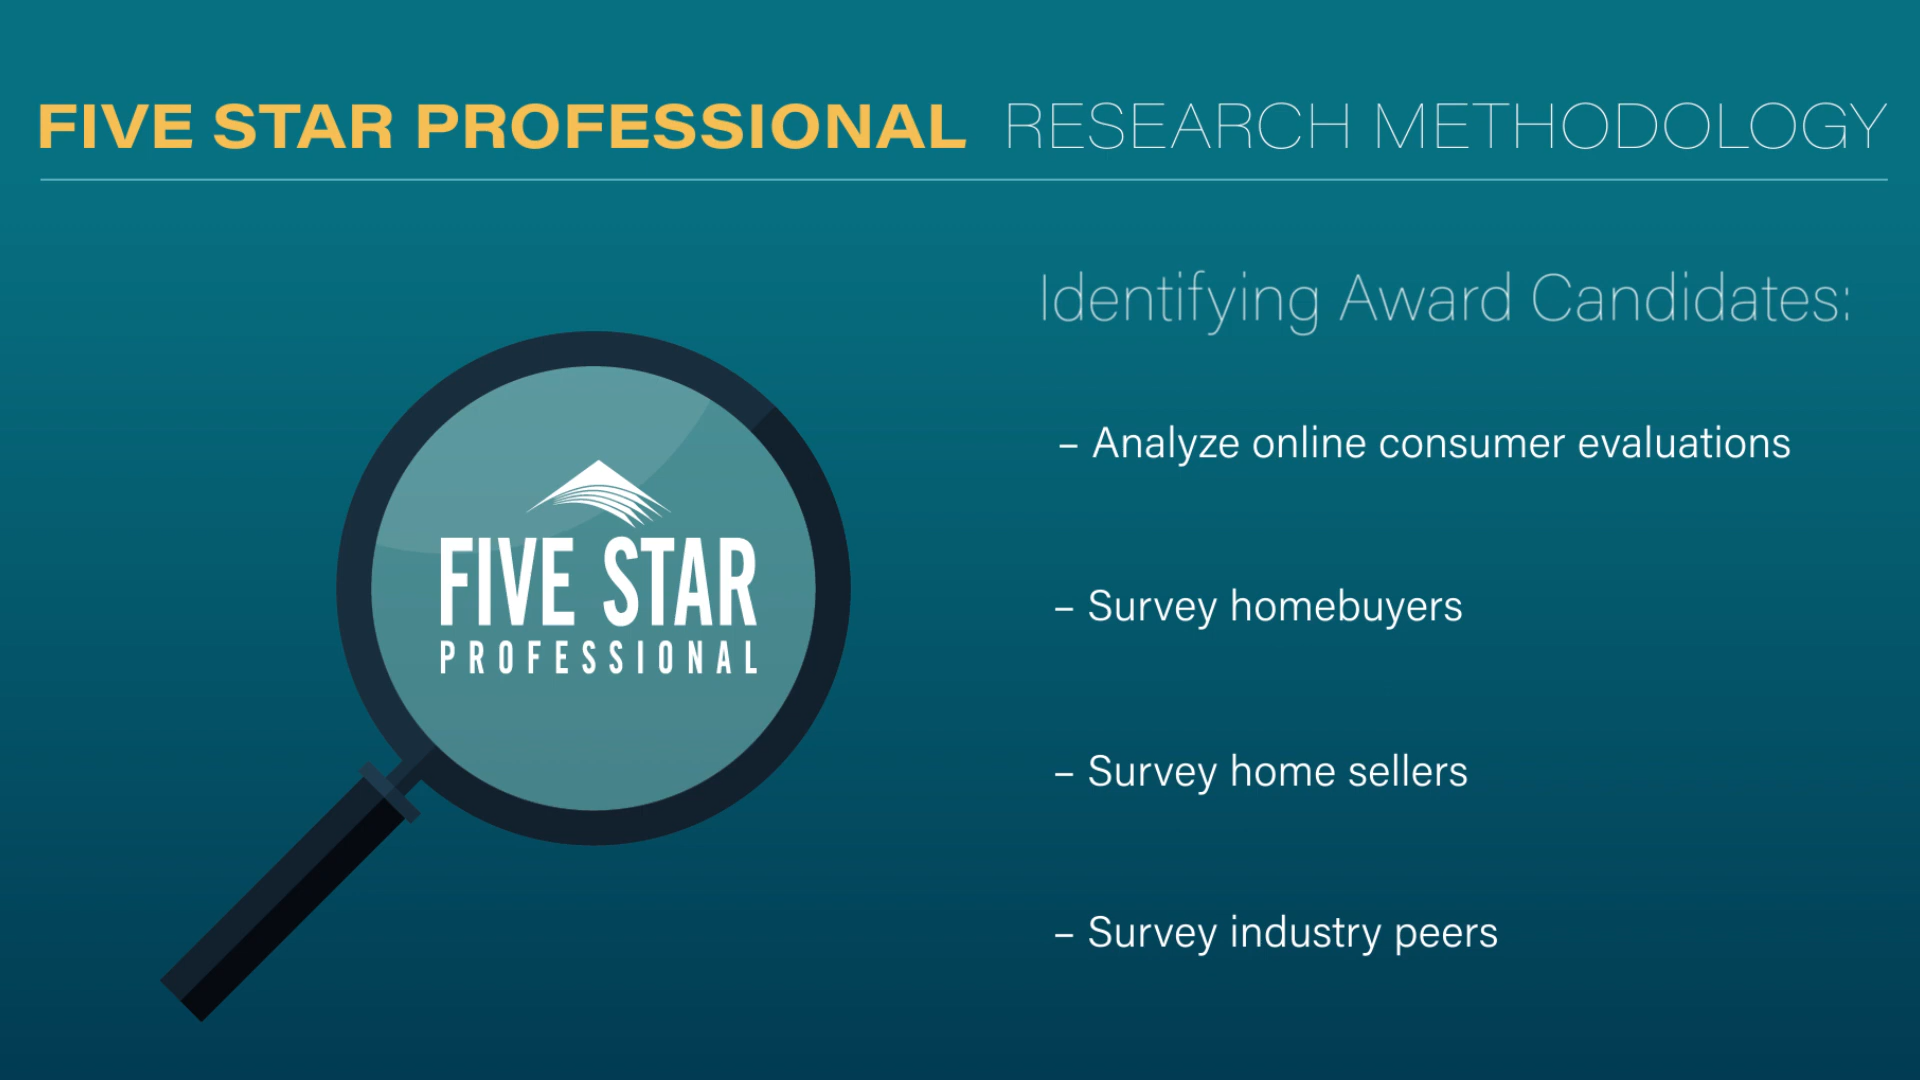 FIVE STAR PROFESSIONAL RESEARCH METHODOLOGY
FIVE STAR
PROFESSIONAL
Identifying Award Candidates:
– Analyze online consumer evaluations
– Survey homebuyers
– Survey home sellers
– Survey industry peers